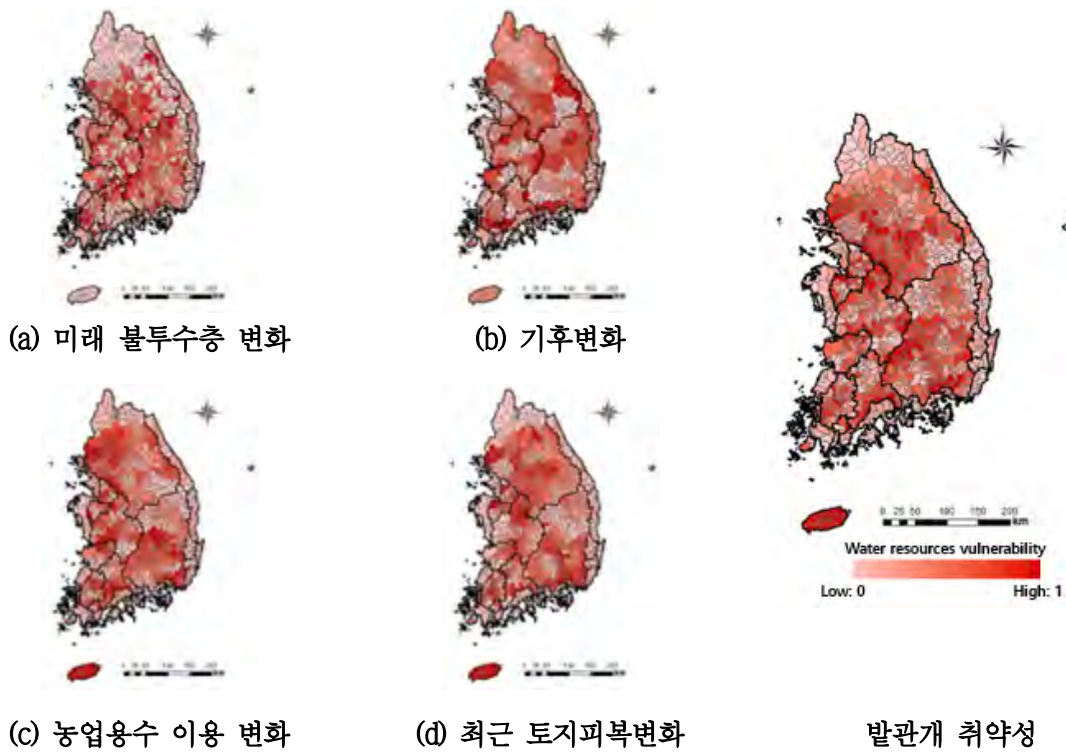 (a) 미래 불투수층 변화
(b) 기후변화
0 25 50 100 150 200
km
Water resources vulnerability
Low: 0 High: 1
(c) 농업용수 이용 변화
(d) 최근 토지피복변화
밭관개 취약성